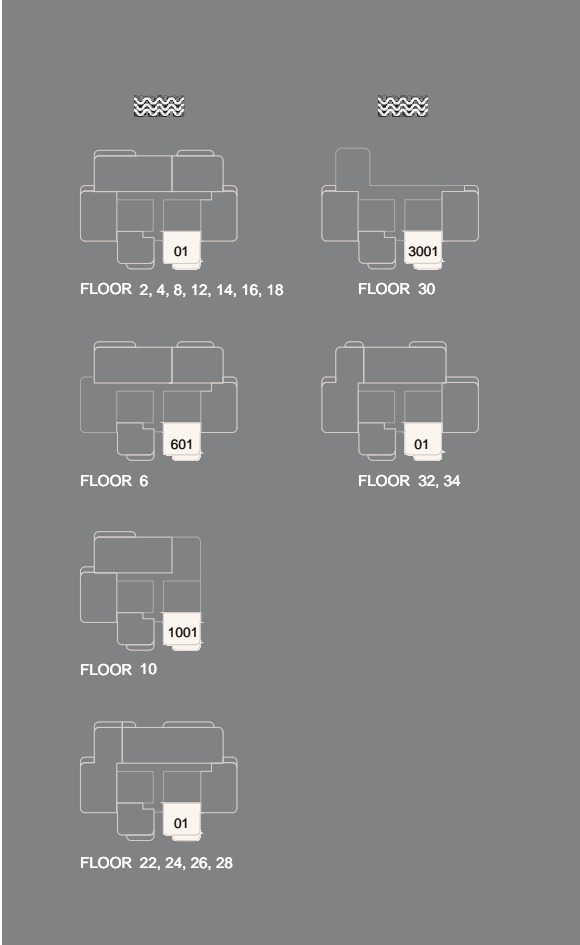 01
FLOOR 2, 4, 8, 12, 14, 16, 18
3001
FLOOR 30
601
FLOOR 6
01
FLOOR 32, 34
1001
FLOOR 10
01
FLOOR 22, 24, 26, 28